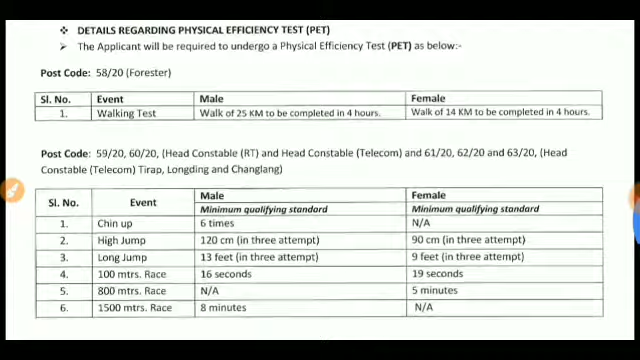 ❖ DETAILS REGARDING PHYSICAL EFFICIENCY TEST (PET)
➢ The Applicant will be required to undergo a Physical Efficiency Test (PET) as below:-
Post Code: 58/20 (Forester)
Sl. No. Event Male Female
1. Walking Test Walk of 25 KM to be completed in 4 hours. Walk of 14 KM to be completed in 4 hours.
Post Code: 59/20, 60/20, (Head Constable (RT) and Head Constable (Telecom) and 61/20, 62/20 and 63/20, (Head
Constable (Telecom) Tirap, Longding and Changlang)
Sl. No. Event Male Female
Minimum qualifying standard Minimum qualifying standard
1. Chin up 6 times N/A
2. High Jump 120 cm (in three attempt) 90 cm (in three attempt)
3. Long Jump 13 feet (in three attempt) 9 feet (in three attempt)
4. 100 mtrs. Race 16 seconds 19 seconds
5. 800 mtrs. Race N/A 5 minutes
6. 1500 mtrs. Race 8 minutes N/A